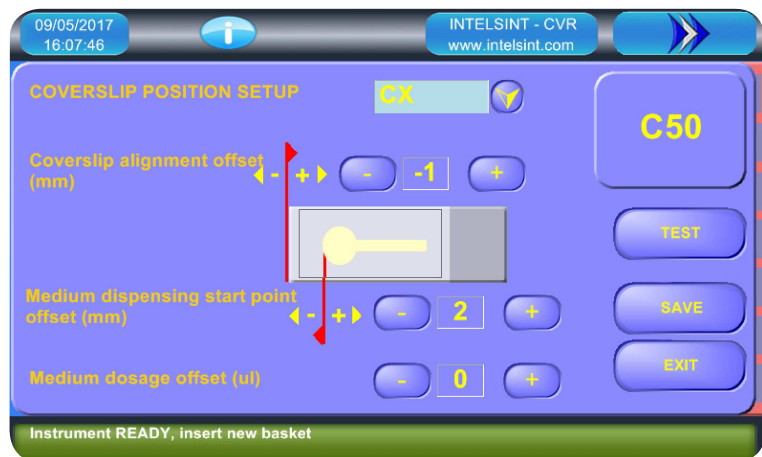 09/05/2017
16:07:46
INTELSINT - CVR
www.intelsint.com
COVERSLIP POSITION SETUP
CX
C50
Coverslip alignment offset
(mm)
- +
- -1 +
TEST
Medium dispensing start point
offset (mm)
- +
- 2 +
SAVE
Medium dosage offset (ul)
- 0 +
EXIT
Instrument READY, insert new basket